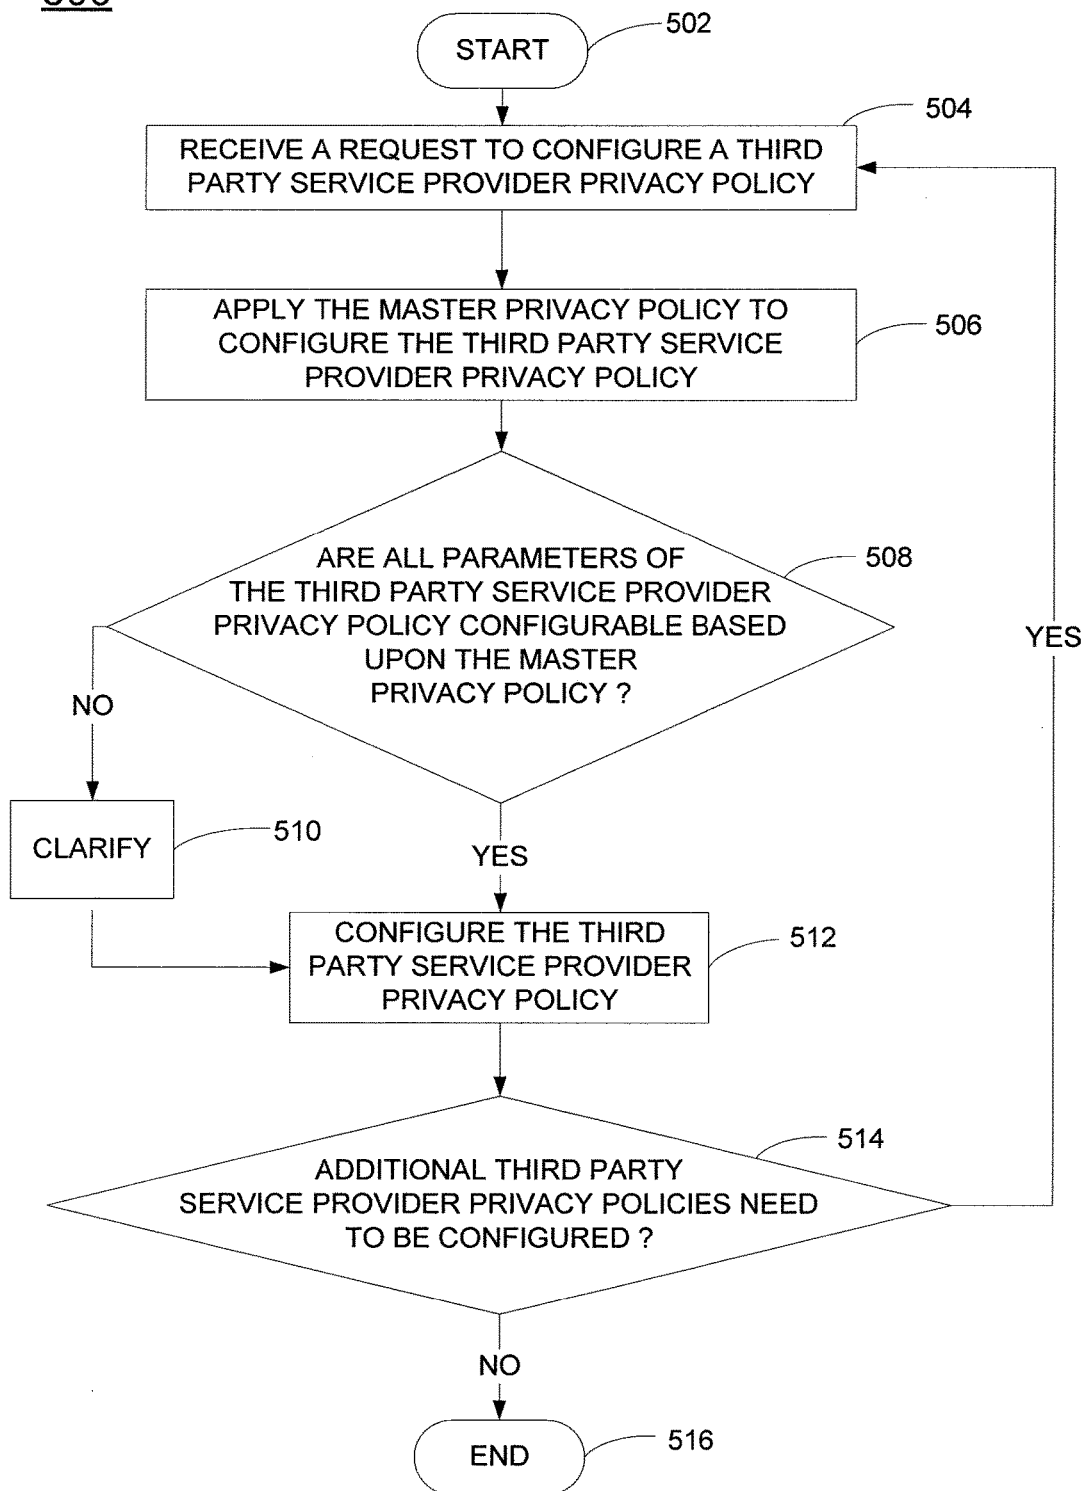 START
502
504
RECEIVE A REQUEST TO CONFIGURE A THIRD
PARTY SERVICE PROVIDER PRIVACY POLICY
APPLY THE MASTER PRIVACY POLICY TO
CONFIGURE THE THIRD PARTY SERVICE
PROVIDER PRIVACY POLICY
506
ARE ALL PARAMETERS OF
THE THIRD PARTY SERVICE PROVIDER
PRIVACY POLICY CONFIGURABLE BASED
UPON THE MASTER
PRIVACY POLICY ?
508
YES
NO
CLARIFY
510
YES
CONFIGURE THE THIRD
PARTY SERVICE PROVIDER
PRIVACY POLICY
512
514
ADDITIONAL THIRD PARTY
SERVICE PROVIDER PRIVACY POLICIES NEED
TO BE CONFIGURED ?
NO
END
516